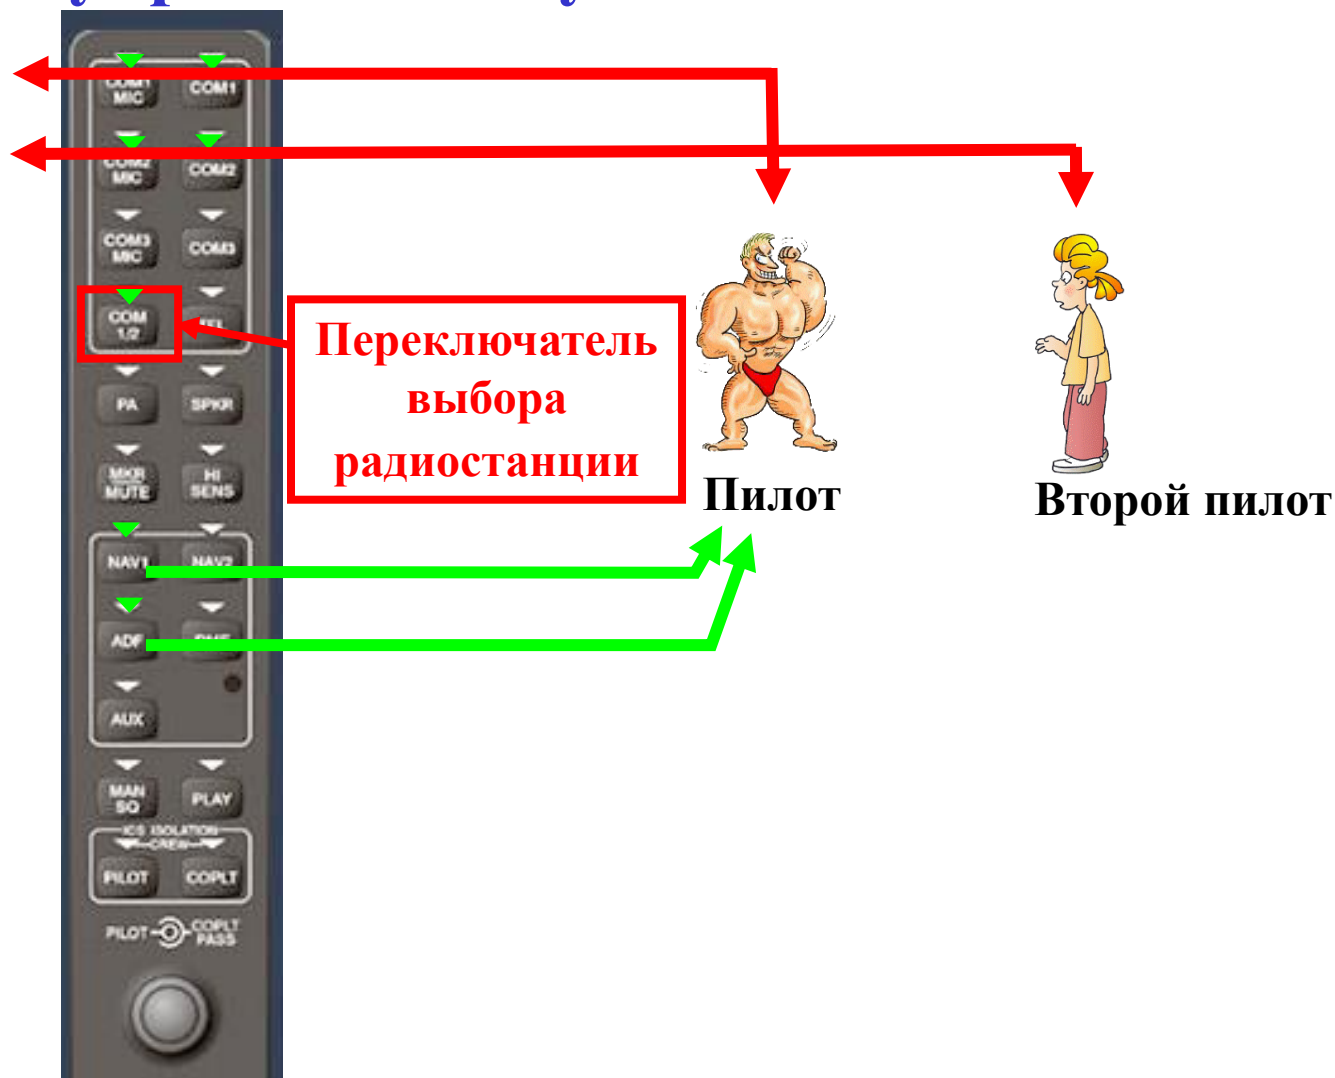 COM1
MIC
COM1
COM2
MIC
COM2
COM3
MIC
COM3
COM
1/2
Переключатель
выбора
радиостанции
PA
SPKR
MKR
MUTE
HI
SENS
Пилот
Второй пилот
NAV1
NAV2
ADF
AUX
MAN
SQ
PLAY
ICS ISOLATION
CREW
PILOT
COPLT
PILOT
COPLT
PASS